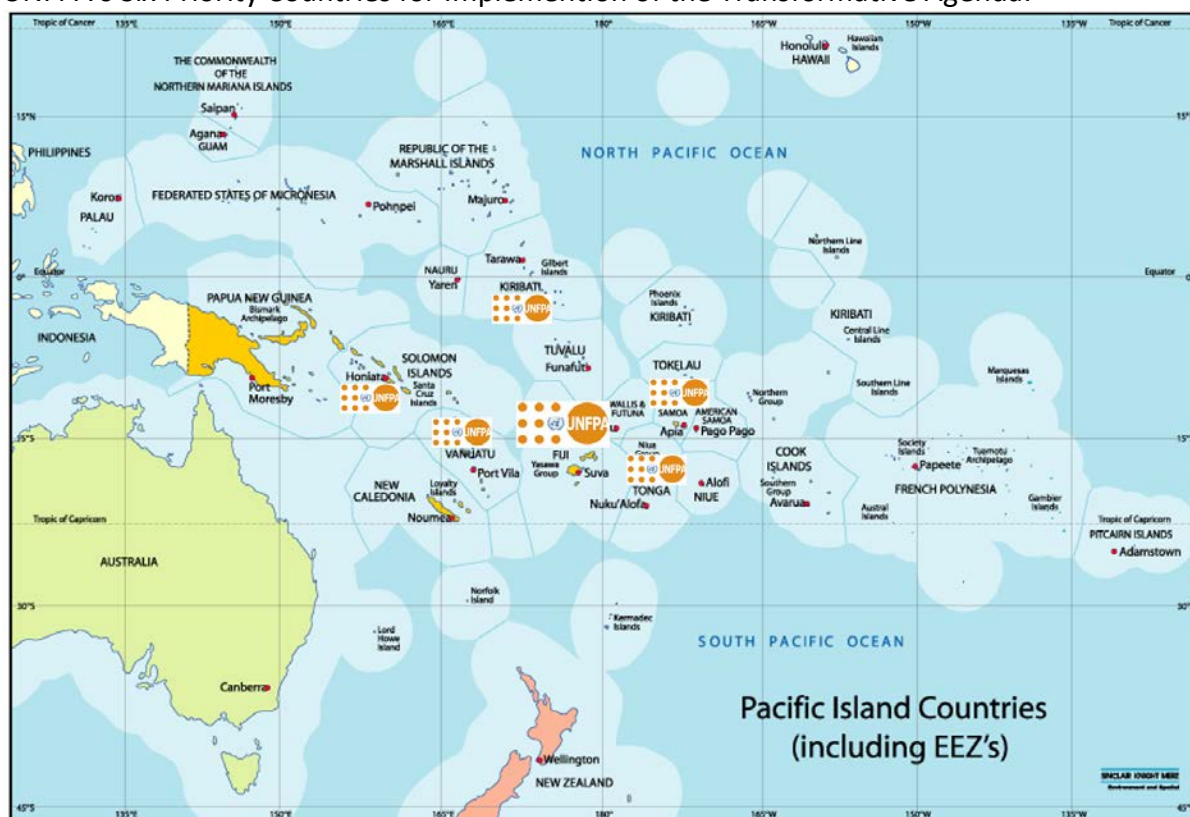 Tropic of Cancer
135°E
150°E
165°E
180°
165°W
150°W
135°W
Tropic of Cancer
Honolulu
HAWAII
Hawaiian
Islands
THE COMMONWEALTH
OF THE
NORTHERN MARIANA ISLANDS
Saipan
15°N
15°N
Agana
GUAM
PHILIPPINES
REPUBLIC OF THE
MARSHALL ISLANDS
NORTH PACIFIC OCEAN
Koror
PALAU
FEDERATED STATES OF MICRONESIA
Pohnpei
Majuro
Northern Line
Islands
Tarawa
Gilbert
Islands
Equator
0°
NAURU
Yaren
KIRIBATI
UNFPA
Equator
PAPUA NEW GUINEA
Bismark
Archipelago
Phoenix
Islands
KIRIBATI
KIRIBATI
Central Line
Islands
INDONESIA
SOLOMON
ISLANDS
TUVALU
Funafuti
TOKELAU
Honiara
UNFPA
Santa
Cruz
Islands
UNFPA
Northern
Group
Southern Line
Islands
Marquesas
Islands
Port
Moresby
UNFPA
UNFPA
WALLIS &
FUTUNA
SAMOA
Apia
AMERICAN
SAMOA
Pago Pago
15°W
VANUATU
Port Vila
FIJI
Yasawa
Group
Suva
Niua
Group
UNFPA
TONGA
Nuku'Alofa
Alofi
NIUE
COOK
ISLANDS
Southern
Group
Avarua
Society
Islands
Papeete
Tuamotu
Archipelago
FRENCH POLYNESIA
Austral
Islands
Gambier
Islands
NEW
CALEDONIA
Loyalty
Islands
Noumea
Tropic of Capricorn
Tropic of Capricorn
PITCAIRN ISLANDS
Adamstown
AUSTRALIA
Norfolk
Island
30°S
30°S
Kermadec
Islands
Lord
Howe
Island
SOUTH PACIFIC OCEAN
Canberra
Pacific Island Countries
(including EEZ's)
Wellington
NEW ZEALAND
SINCLAIR KNIGHT MERZ
45°S
135°E
150°E
165°E
180°
165°W
150°W
135°W